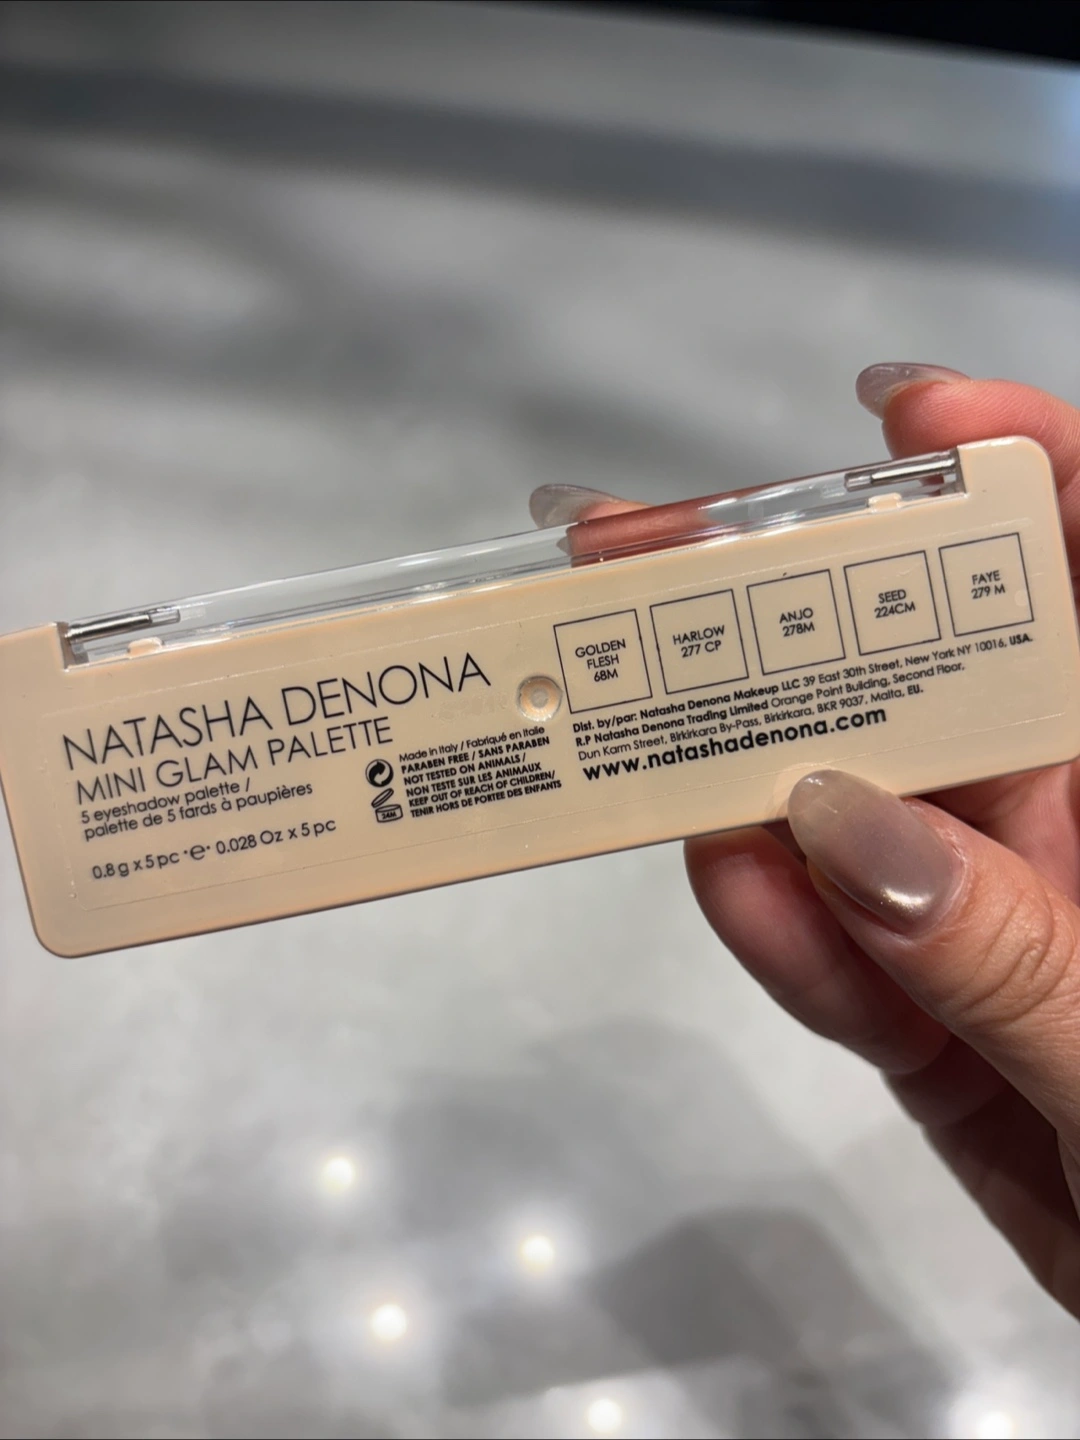 NATASHA DENONA
MINI GLAM PALETTE
5 eyeshadow palette /
palette de 5 fards à paupières
0.8 g x 5 pc ·e· 0.028 Oz x 5 pc
Made in Italy / Fabriqué en Italie
PARABEN FREE / SANS PARABEN
NOT TESTED ON ANIMALS /
NON TESTE SUR LES ANIMAUX
KEEP OUT OF REACH OF CHILDREN/
TENIR HORS DE PORTEE DES ENFANTS
24M
GOLDEN
FLESH
68M
HARLOW
277 CP
ANJO
278M
SEED
224CM
FAYE
279 M
Dist. by/par: Natasha Denona Makeup LLC 39 East 30th Street, New York NY 10016, USA.
R.P Natasha Denona Trading Limited Orange Point Building, Second Floor,
Dun Karm Street, Birkirkara By-Pass, Birkirkara, BKR 9037, Malta, EU.
www.natashadenona.com